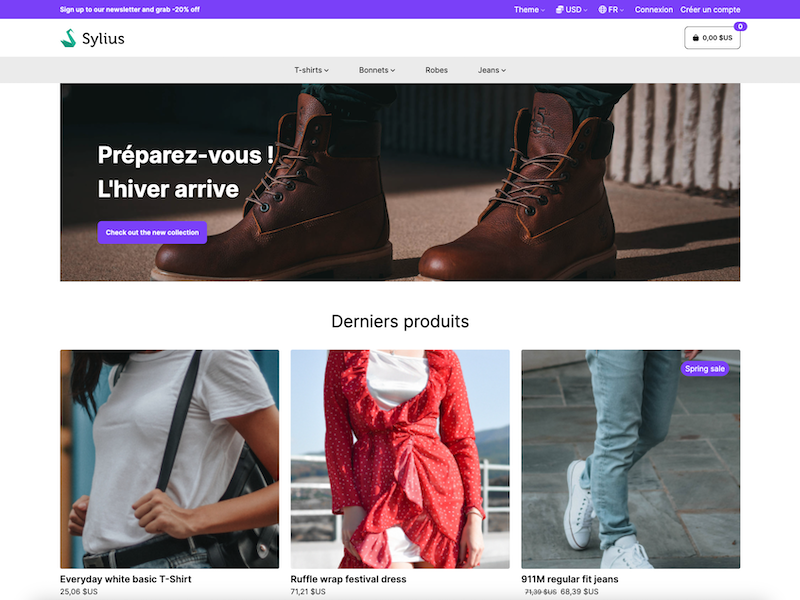 Sign up to our newsletter and grab -20% off
Theme USD FR Connexion Créer un compte
Sylius
0
0,00 $US
T-shirts Bonnets Robes Jeans
Préparez-vous !
L'hiver arrive
Check out the new collection
Derniers produits
Spring sale
Everyday white basic T-Shirt
25,06 $US
Ruffle wrap festival dress
71,21 $US
911M regular fit jeans
71,39 $US 68,39 $US